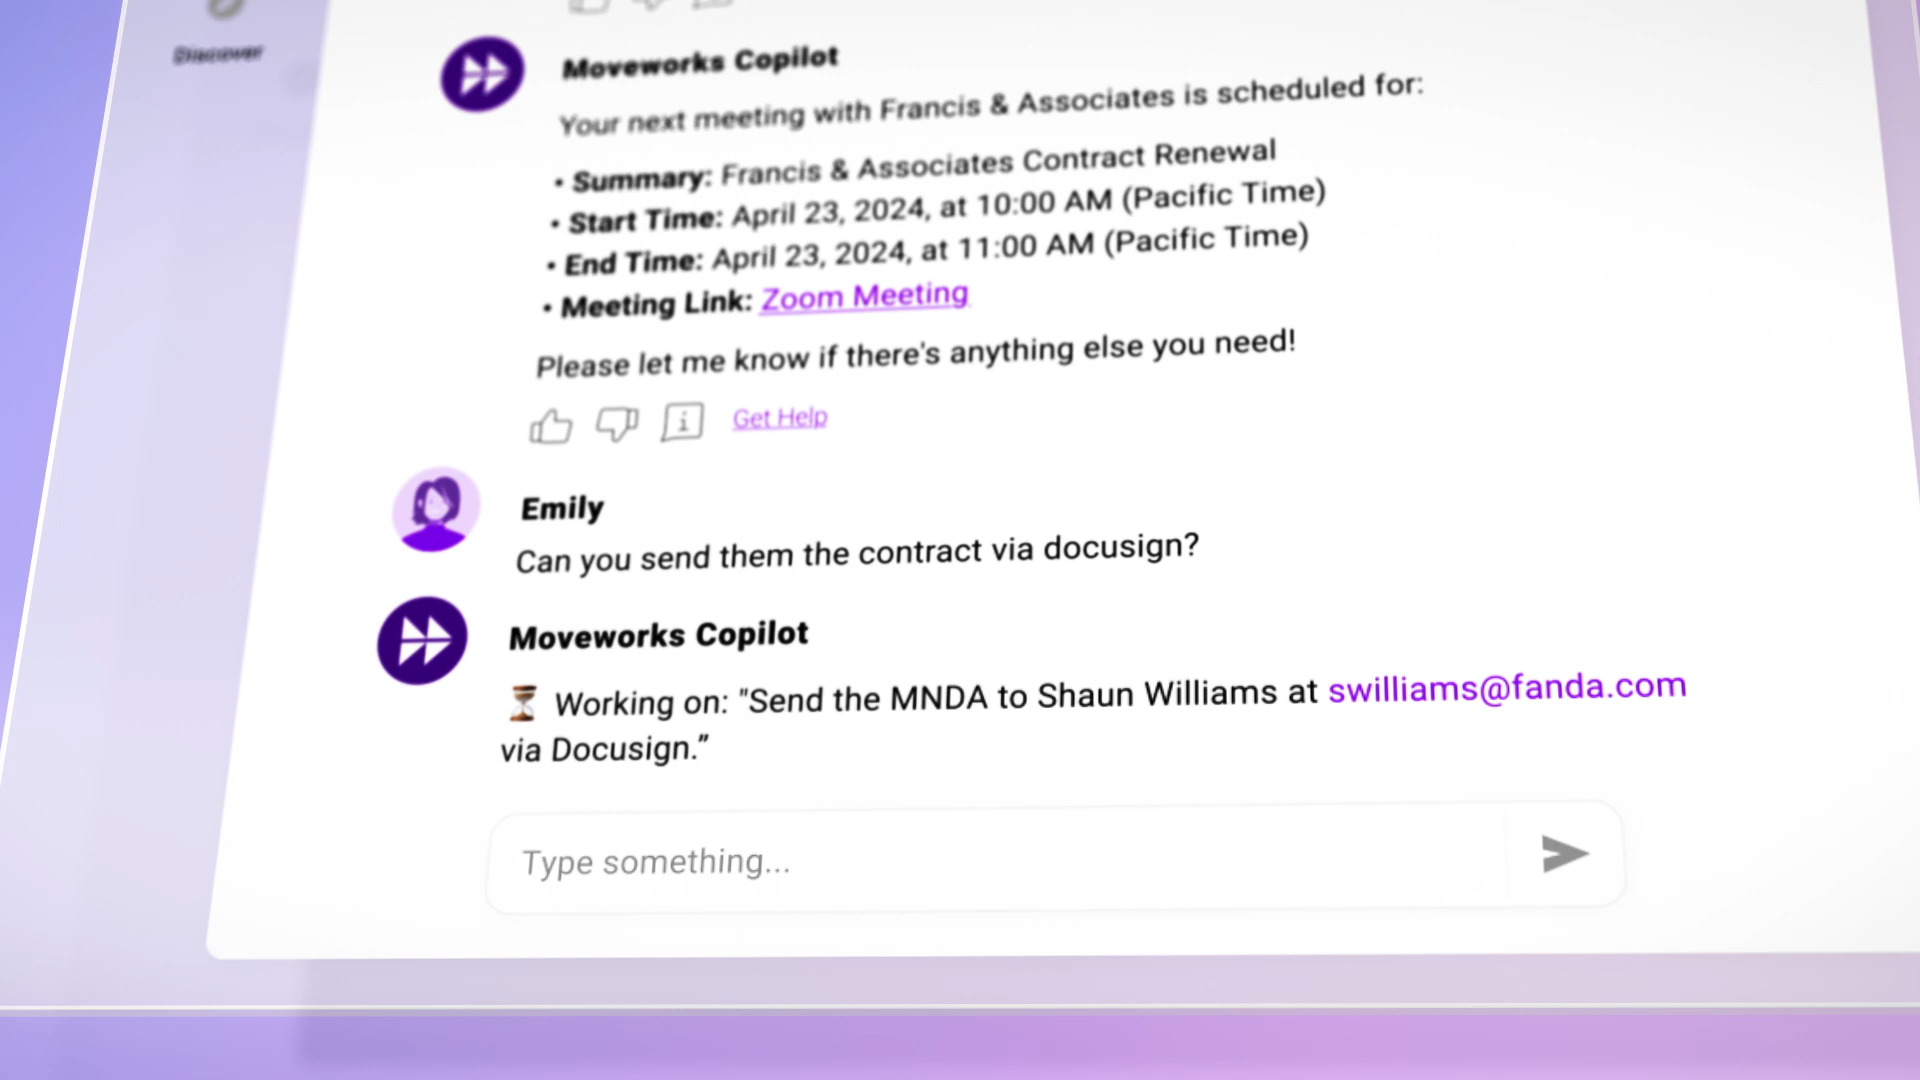 Discover
Moveworks Copilot
Your next meeting with Francis & Associates is scheduled for:
• Summary: Francis & Associates Contract Renewal
• Start Time: April 23, 2024, at 10:00 AM (Pacific Time)
• End Time: April 23, 2024, at 11:00 AM (Pacific Time)
• Meeting Link: Zoom Meeting
Please let me know if there's anything else you need!
Get Help
Emily
Can you send them the contract via docusign?
Moveworks Copilot
⏳ Working on: "Send the MNDA to Shaun Williams at swilliams@fanda.com
via Docusign.”
Type something...